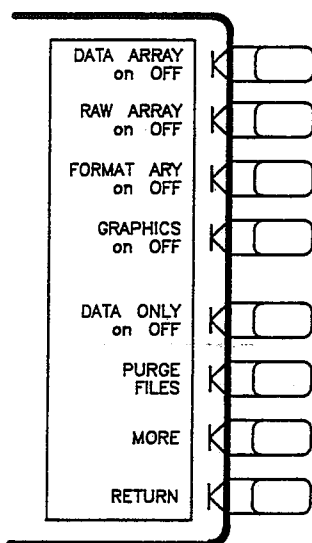 DATA ARRAY
on OFF
RAW ARRAY
on OFF
FORMAT ARY
on OFF
GRAPHICS
on OFF
DATA ONLY
on OFF
PURGE
FILES
MORE
RETURN